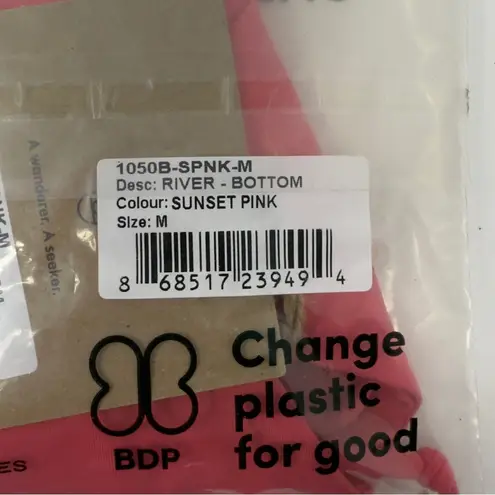 A wanderer. A seeker.
1050B-SPNK-M
Desc: RIVER - BOTTOM
Colour: SUNSET PINK
Size: M
8 68517 23949 4
Change
plastic
for good
BDP